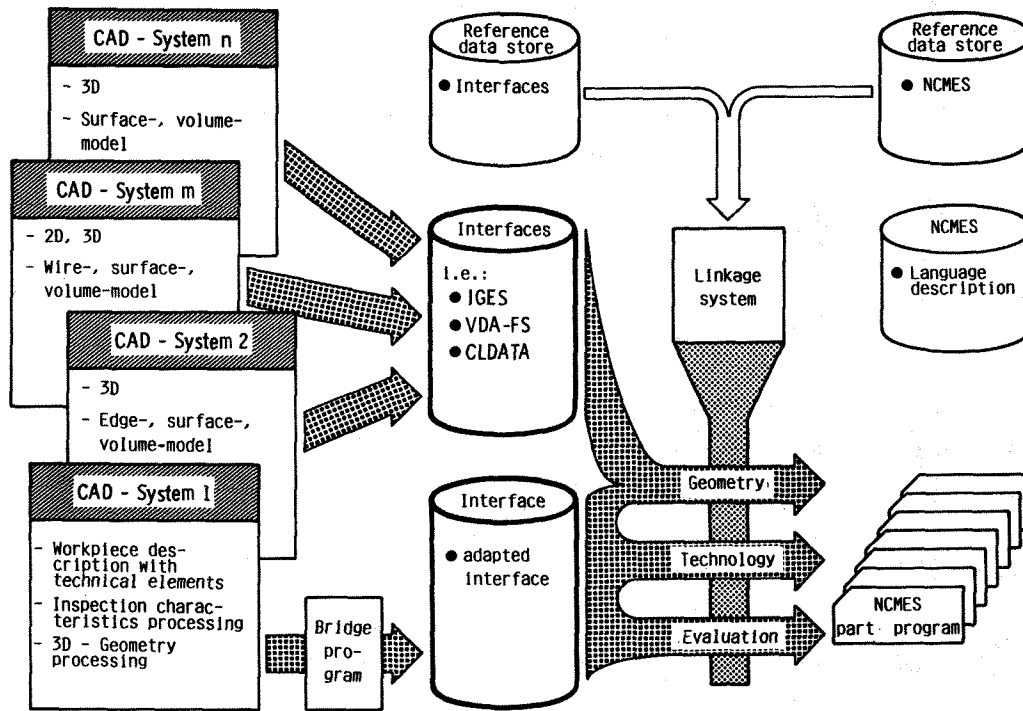 CAD - System n
- 3D
- Surface-, volume-
model
CAD - System m
- 2D, 3D
- Wire-, surface-,
volume-model
CAD - System 2
- 3D
- Edge-, surface-,
volume-model
CAD - System 1
- Workpiece des-
cription with
technical elements
- Inspection charac-
teristics processing
- 3D - Geometry
processing
Bridge
pro-
gram
Reference
data store
● Interfaces
Interfaces
i.e.:
● IGES
● VDA-FS
● CLDATA
Interface
● adapted
interface
Reference
data store
● NCMES
Linkage
system
NCMES
● Language
description
Geometry
Technology
Evaluation
NCMES
part program